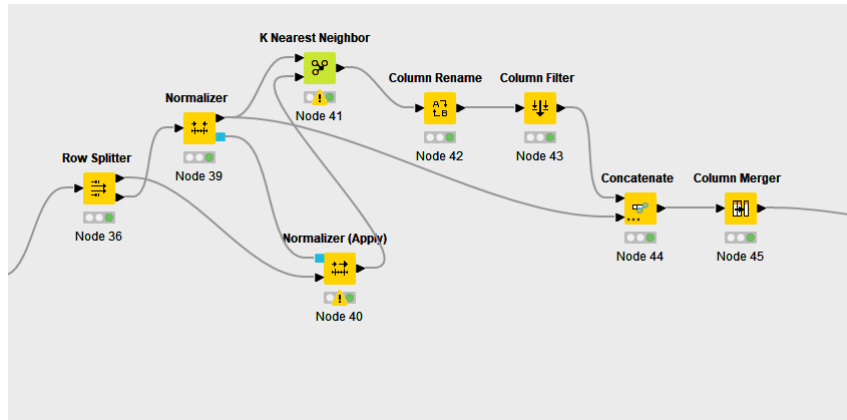 K Nearest Neighbor
Node 41
Column Rename
Node 42
Column Filter
Node 43
Normalizer
Node 39
Row Splitter
Node 36
Normalizer (Apply)
Node 40
Concatenate
Node 44
Column Merger
Node 45